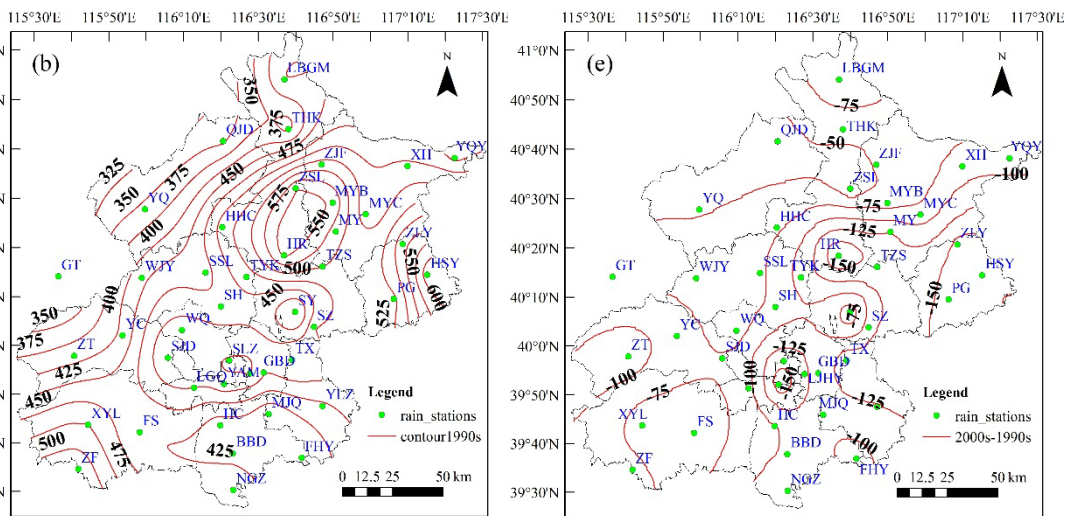 115°30'E 115°50'E 116°10'E 116°30'E 116°50'E 117°10'E 117°30'E
(b)
N
LBGM
350
THK
375
QJD
475
ZJF
XII
YQY
325
375
450
ZSL
575
MYB
350
YQ
MYC
HHC
550
MY
400
HR
ZLY
500
TZS
550
GT
WJY
SSL
TYK
HSY
400
450
600
PG
SH
SY
525
350
WQ
SZ
375
YC
ZT
SJD
SLZ
TX
425
GBD
YAM
LGQ
Legend
450
YLZ
rain_stations
XYL
FS
HC
MJQ
contour1990s
500
475
BBD
425
FHY
ZF
0 12.5 25 50 km
NGZ
115°30'E 115°50'E 116°10'E 116°30'E 116°50'E 117°10'E 117°30'E
(e)
N
41°0'N
LBGM
-75
40°50'N
THK
QJD
-50
40°40'N
ZJF
XII
YQY
-100
ZSL
40°30'N
MYB
-75
MYC
YQ
HHC
-125
MY
40°20'N
HR
ZLY
-150
TZS
GT
WJY
SSL
TYK
HSY
40°10'N
-150
PG
SH
-75
WQ
SZ
YC
40°0'N
ZT
SJD
-125
TX
GBD
-100
-100
LJHY
39°50'N
-75
-150
Legend
-125
rain_stations
XYL
FS
HC
MJQ
2000s-1990s
39°40'N
-100
BBD
ZF
FHY
0 12.5 25 50 km
39°30'N
NGZ